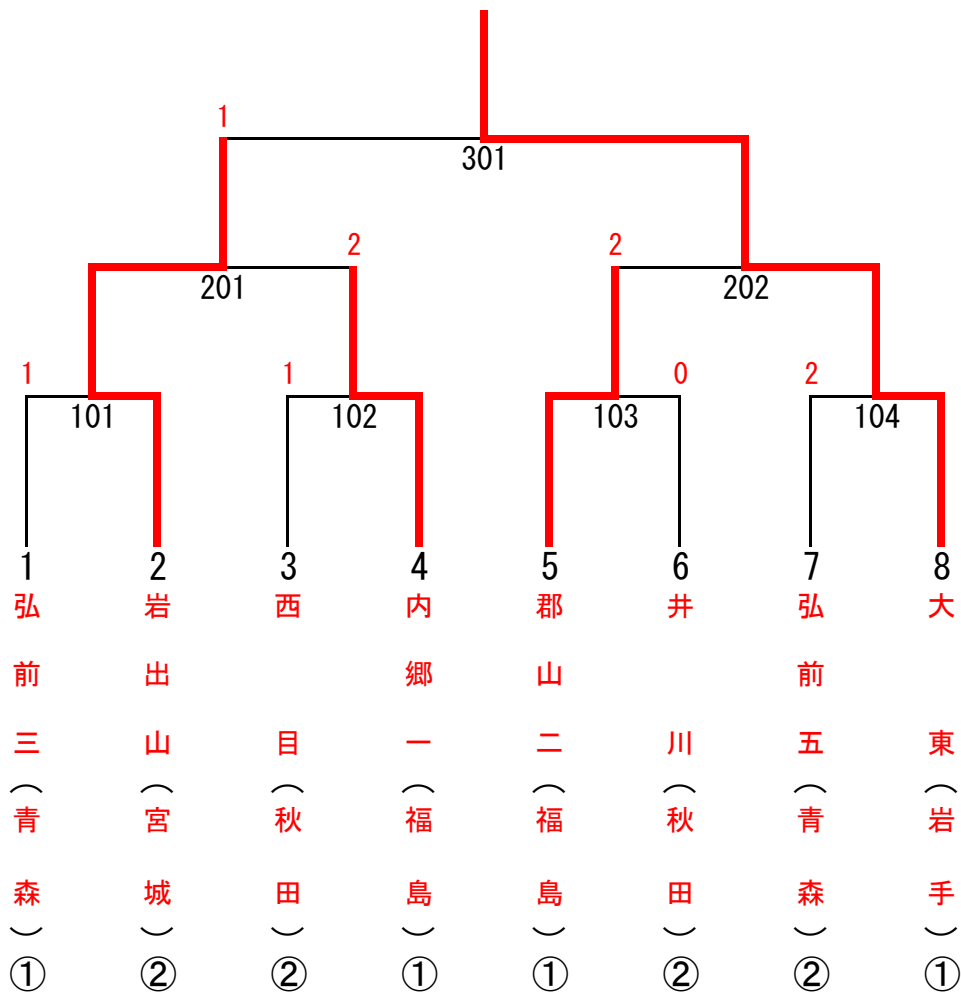 1
301
2 2
201 202
1 1 0 2
101 102 103 104
1 2 3 4 5 6 7 8
弘前三(青森)①
岩出山(宮城)②
西目(秋田)②
内郷一(福島)①
郡山二(福島)①
井川(秋田)②
弘前五(青森)②
大東(岩手)①